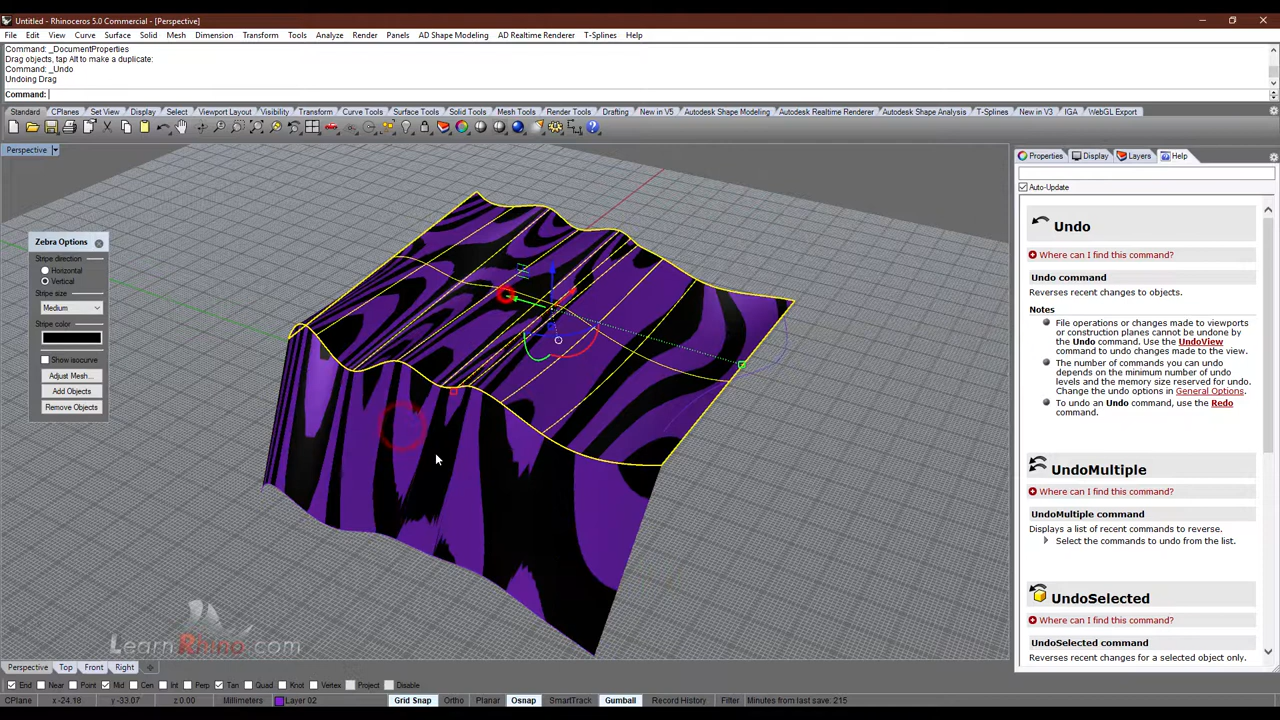 Untitled - Rhinoceros 5.0 Commercial - [Perspective]
File Edit View Curve Surface Solid Mesh Dimension Transform Tools Analyze Render Panels AD Shape Modeling AD Realtime Renderer T-Splines Help
Command: _DocumentProperties
Drag objects, tap Alt to make a duplicate:
Command: _Undo
Undoing Drag
Command:
Standard CPlanes Set View Display Select Viewport Layout Visibility Transform Curve Tools Surface Tools Solid Tools Mesh Tools Render Tools Drafting New in V5 Autodesk Shape Modeling Autodesk Realtime Renderer Autodesk Shape Analysis T-Splines New in V3 IGA WebGL Export
Perspective
Properties Display Layers Help
Auto-Update
Undo
Where can I find this command?
Undo command
Reverses recent changes to objects.
Notes
File operations or changes made to viewports
or construction planes cannot be undone by
the Undo command. Use the UndoView
command to undo changes made to the view.
The number of commands you can undo
depends on the minimum number of undo
levels and the memory size reserved for undo.
Change the undo options in General Options.
To undo an Undo command, use the Redo
command.
UndoMultiple
Where can I find this command?
UndoMultiple command
Displays a list of recent commands to reverse.
Select the commands to undo from the list.
UndoSelected
Where can I find this command?
UndoSelected command
Reverses recent changes for a selected object only.
Zebra Options
Stripe direction
Horizontal
Vertical
Stripe size
Medium
Stripe color
Show isocurve
Adjust Mesh...
Add Objects
Remove Objects
LearnRhino.com
Perspective Top Front Right
End Near Point Mid Cen Int Perp Tan Quad Knot Vertex Project Disable
CPlane x -24.18 y -33.07 z 0.00 Millimeters Layer 02 Grid Snap Ortho Planar Osnap SmartTrack Gumball Record History Filter Minutes from last save: 215